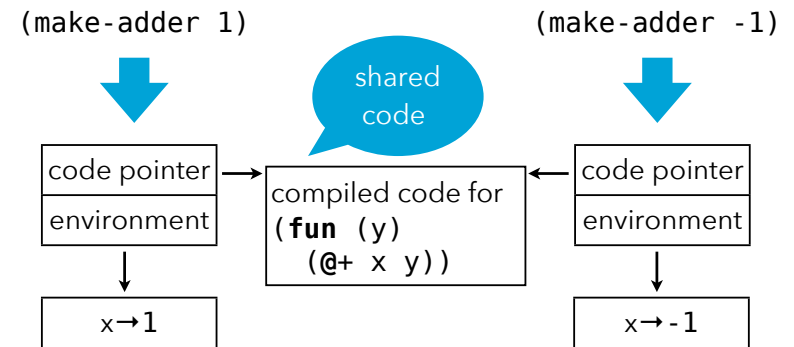 (make-adder 1)
(make-adder -1)
shared
code
code pointer
environment
x→1
compiled code for
(fun (y)
(@+ x y))
code pointer
environment
x→-1